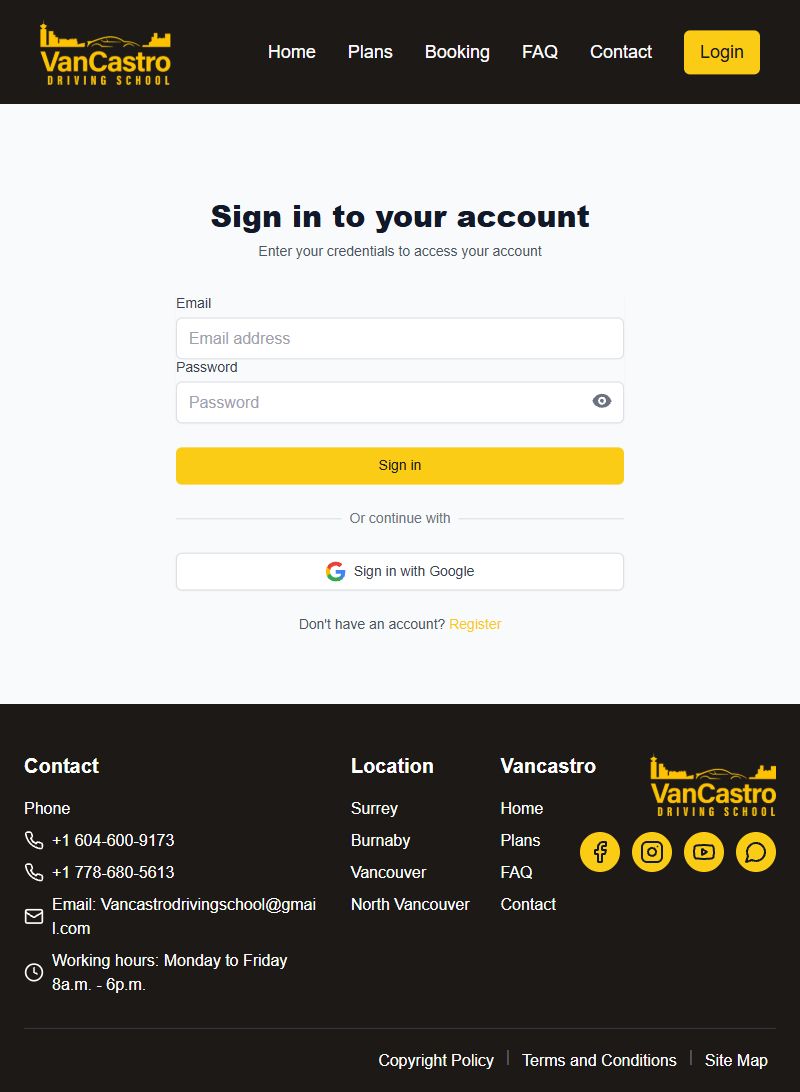 VanCastro
DRIVING SCHOOL
Home Plans Booking FAQ Contact Login
Sign in to your account
Enter your credentials to access your account
Email
Email address
Password
Password
Sign in
Or continue with
Sign in with Google
Don't have an account? Register
Contact
Phone
+1 604-600-9173
+1 778-680-5613
Email: Vancastrodrivingschool@gmai
l.com
Working hours: Monday to Friday
8a.m. - 6p.m.
Location
Surrey
Burnaby
Vancouver
North Vancouver
Vancastro
Home
Plans
FAQ
Contact
VanCastro
DRIVING SCHOOL
Copyright Policy | Terms and Conditions | Site Map